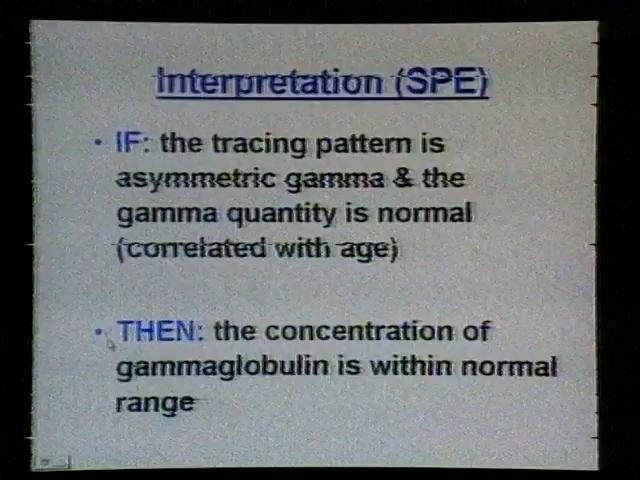 Interpretation (SPE)
• IF: the tracing pattern is
asymmetric gamma & the
gamma quantity is normal
(correlated with age)
• THEN: the concentration of
gammaglobulin is within normal
range